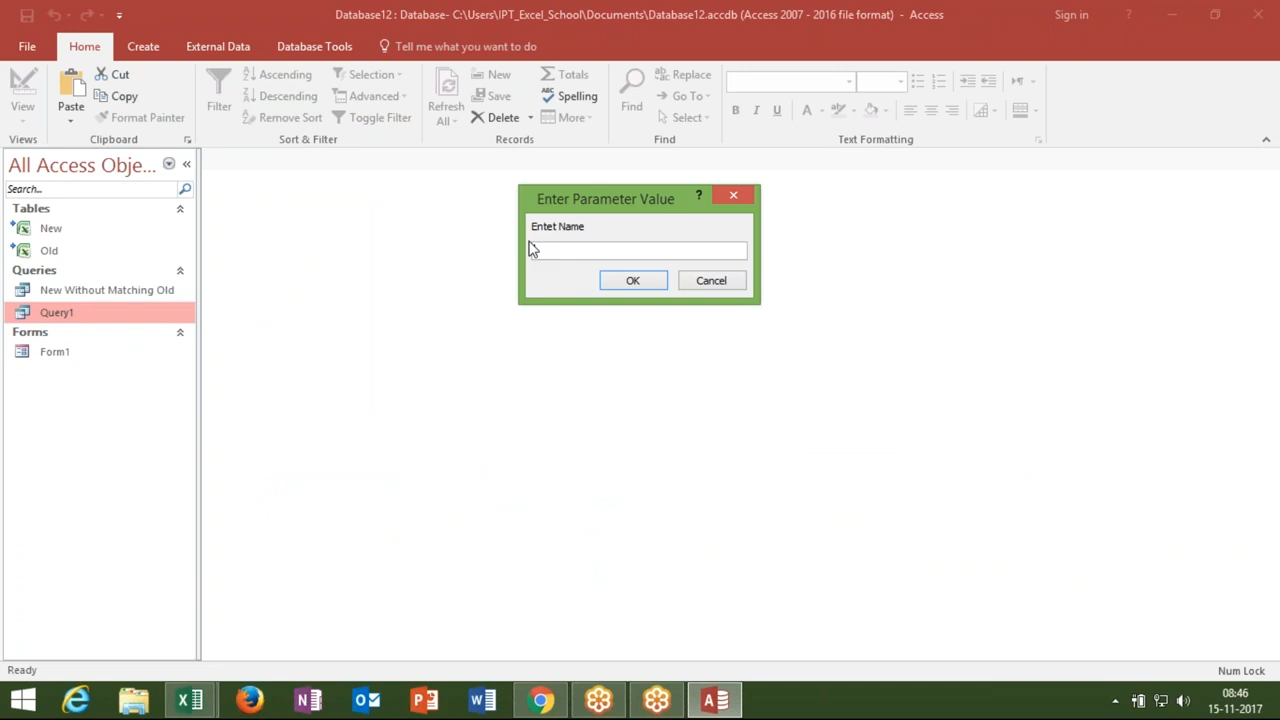 Database12 : Database- C:\Users\IPT_Excel_School\Documents\Database12.accdb (Access 2007 - 2016 file format) - Access
Sign in
?
File
Home
Create
External Data
Database Tools
Tell me what you want to do
View
Paste
Cut
Copy
Format Painter
Filter
Ascending
Descending
Remove Sort
Selection
Advanced
Toggle Filter
Refresh
All
New
Save
Delete
Totals
Spelling
More
Find
Replace
Go To
Select
B I U A
Views
Clipboard
Sort & Filter
Records
Find
Text Formatting
All Access Obje...
Search...
Tables
New
Old
Queries
New Without Matching Old
Query1
Forms
Form1
Enter Parameter Value
?
Entet Name
OK
Cancel
Ready
Num Lock
08:46
15-11-2017